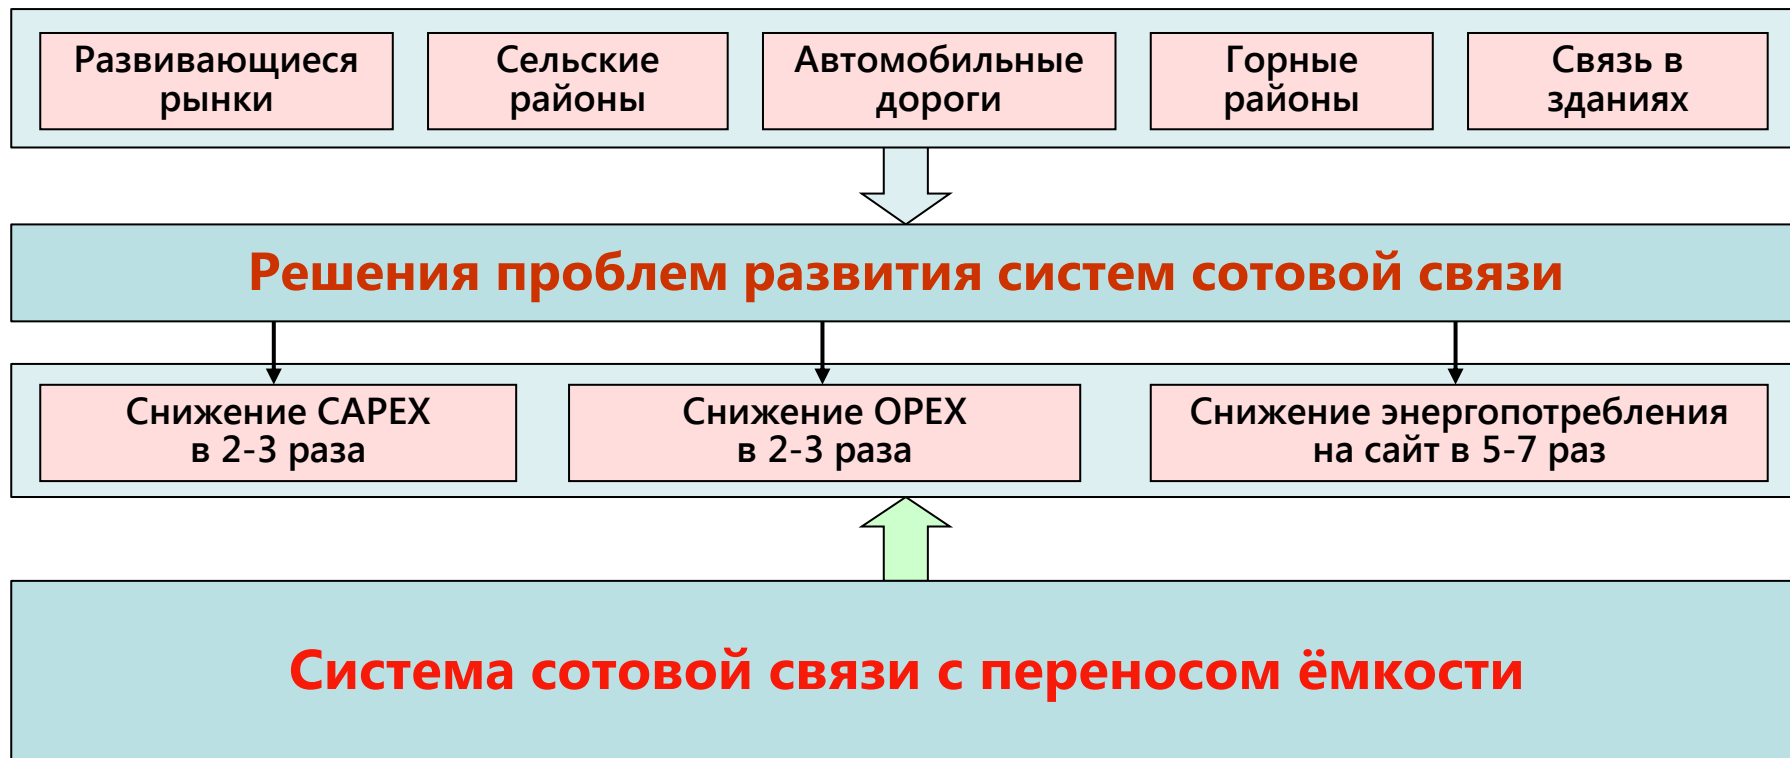 Развивающиеся
рынки
Сельские
районы
Автомобильные
дороги
Горные
районы
Связь в
зданиях
Решения проблем развития систем сотовой связи
Снижение CAPEX
в 2-3 раза
Снижение OPEX
в 2-3 раза
Снижение энергопотребления
на сайт в 5-7 раз
Система сотовой связи с переносом ёмкости